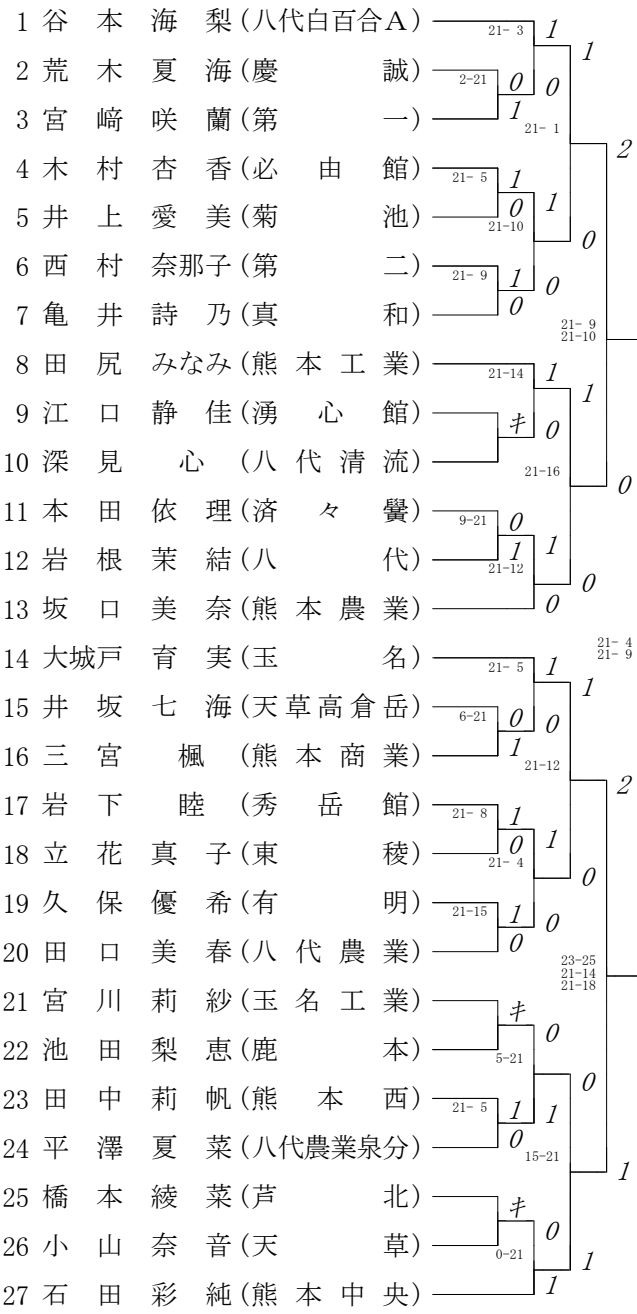 1 谷本海梨(八代白百合A)
21- 3 1 1
2 荒木夏海(慶誠)
2-21 0 0
3 宮﨑咲蘭(第一)
1 21- 1
2
4 木村杏香(必由館)
21- 5 1
0 1
5 井上愛美(菊池)
21-10
0
6 西村奈那子(第二)
21- 9 1 0
7 亀井詩乃(真和)
0
21- 9
21-10
8 田尻みなみ(熊本工業)
21-14 1 1
9 江口静佳(湧心館)
キ 0
10 深見心(八代清流)
21-16
0
11 本田依理(済々黌)
9-21 0
1 1
12 岩根茉結(八代)
21-12
0
13 坂口美奈(熊本農業)
0
21- 4
21- 9
14 大城戸育実(玉名)
21- 5 1 1
15 井坂七海(天草高倉岳)
6-21 0 0
16 三宮楓(熊本商業)
1 21-12
2
17 岩下睦(秀岳館)
21- 8 1
0 1
18 立花真子(東稜)
21- 4
0
19 久保優希(有明)
21-15 1 0
20 田口美春(八代農業)
0
23-25
21-14
21-18
21 宮川莉紗(玉名工業)
キ 0
22 池田梨恵(鹿本)
5-21
0
23 田中莉帆(熊本西)
21- 5 1 1
24 平澤夏菜(八代農業泉分)
0 15-21
1
25 橋本綾菜(芦北)
キ 0
26 小山奈音(天草)
0-21
1
27 石田彩純(熊本中央)
1